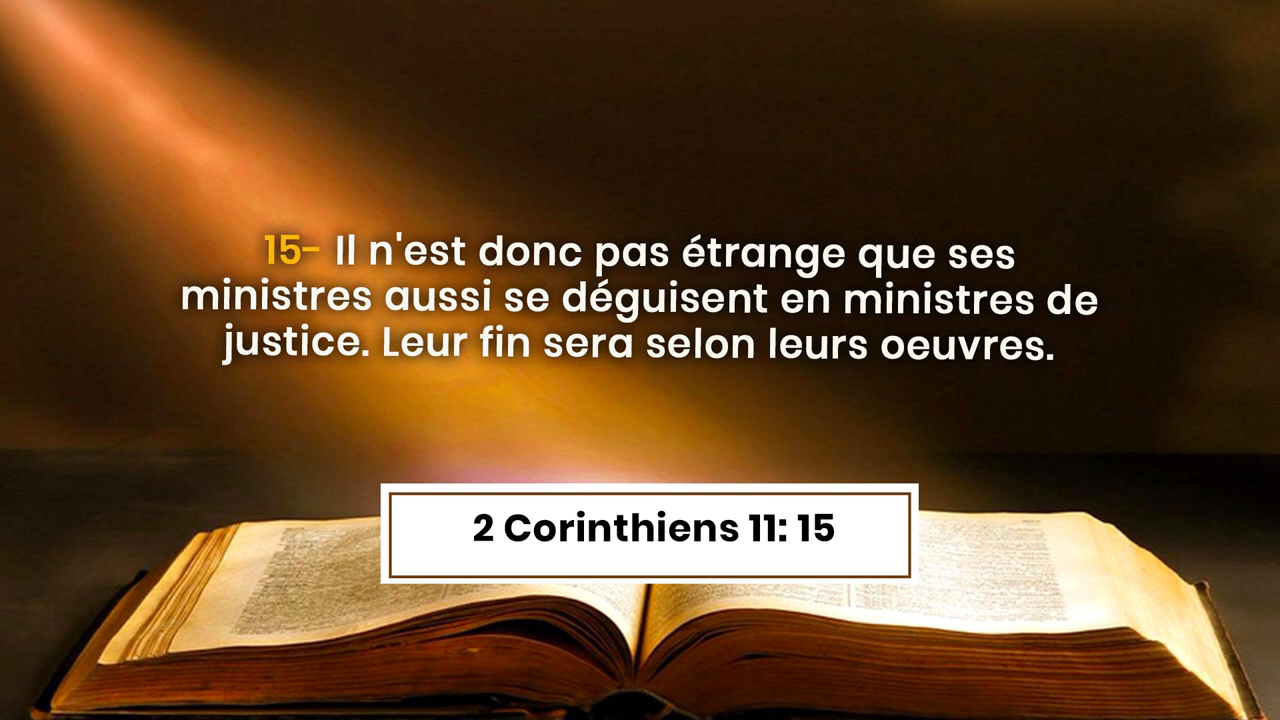 15- Il n'est donc pas étrange que ses
ministres aussi se déguisent en ministres de
justice. Leur fin sera selon leurs oeuvres.
2 Corinthiens 11: 15